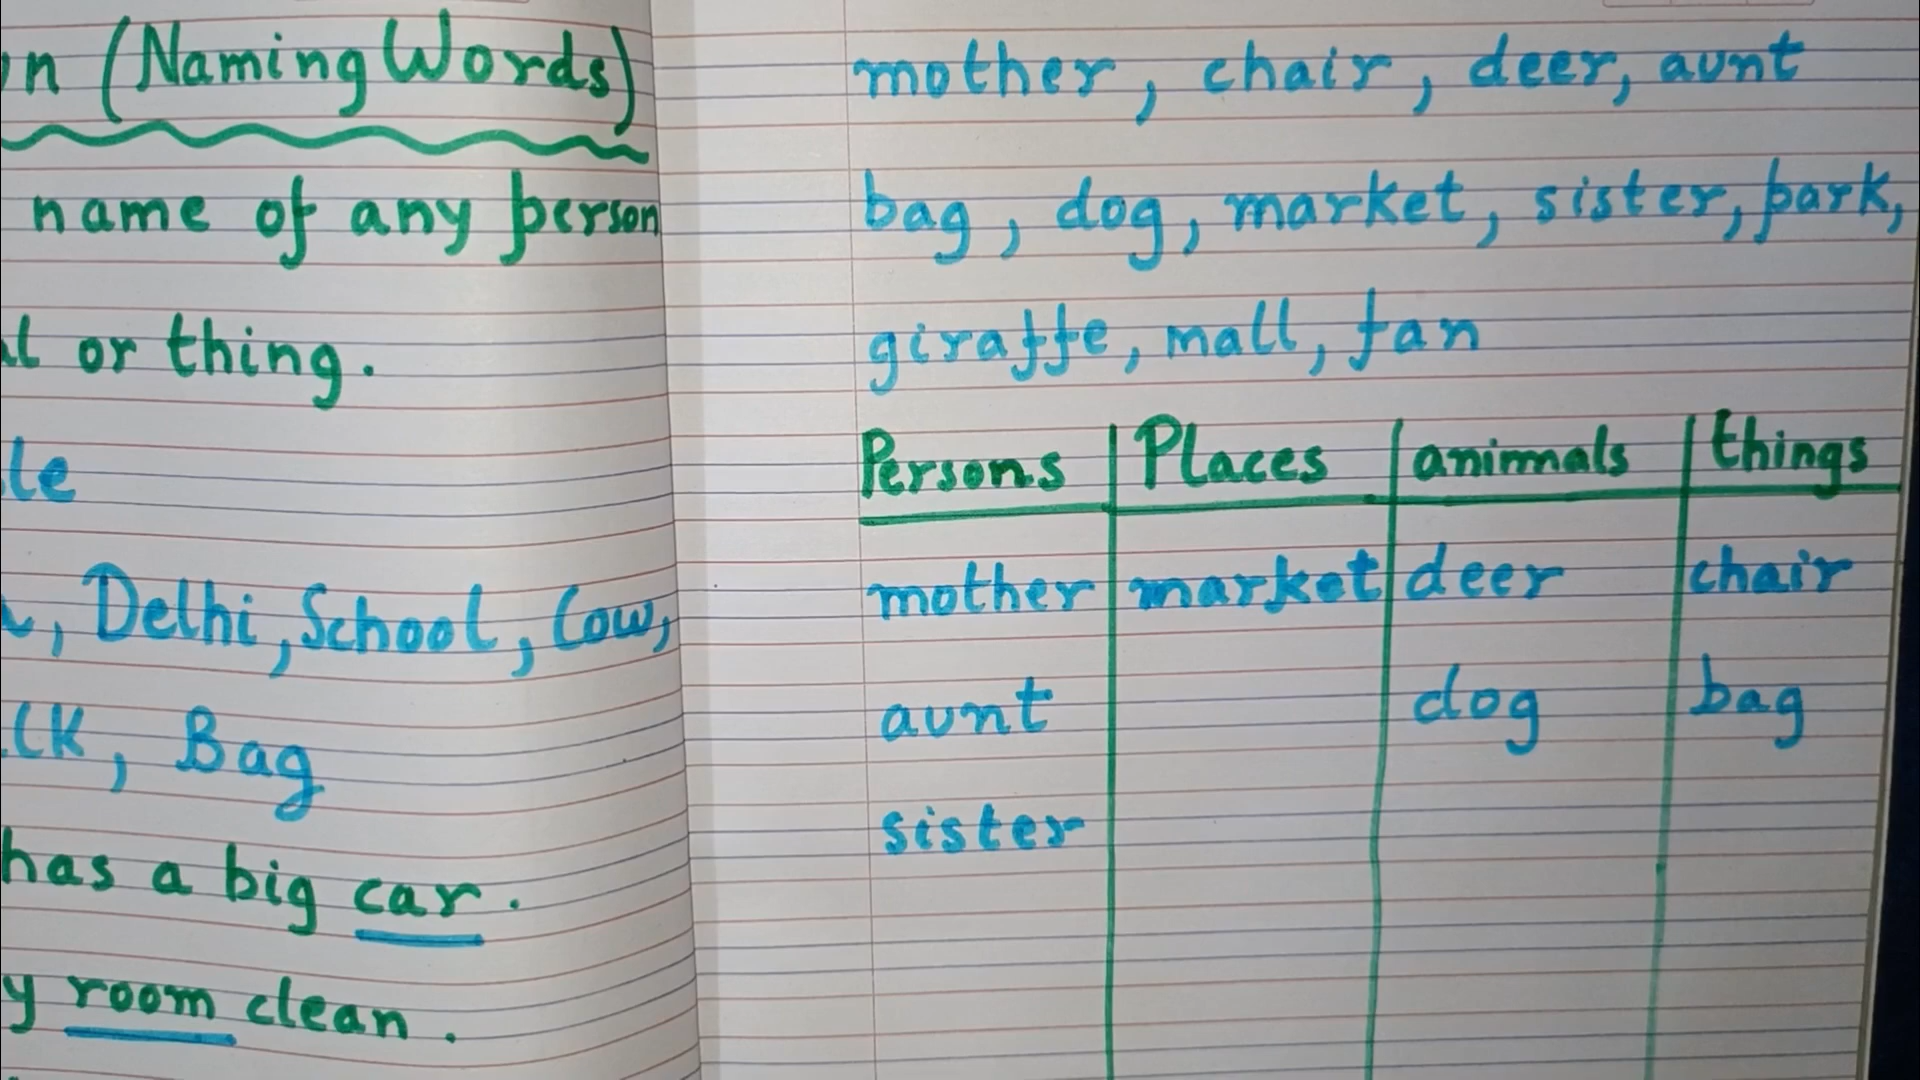 n (Naming Words)
name of any person
l or thing.
le
, Delhi, School, Cow,
ck, Bag
has a big car.
y room clean.
mother, chair, deer, aunt
bag, dog, market, sister, park,
giraffe, mall, fan
Persons Places animals things
mother market deer chair
aunt dog bag
sister